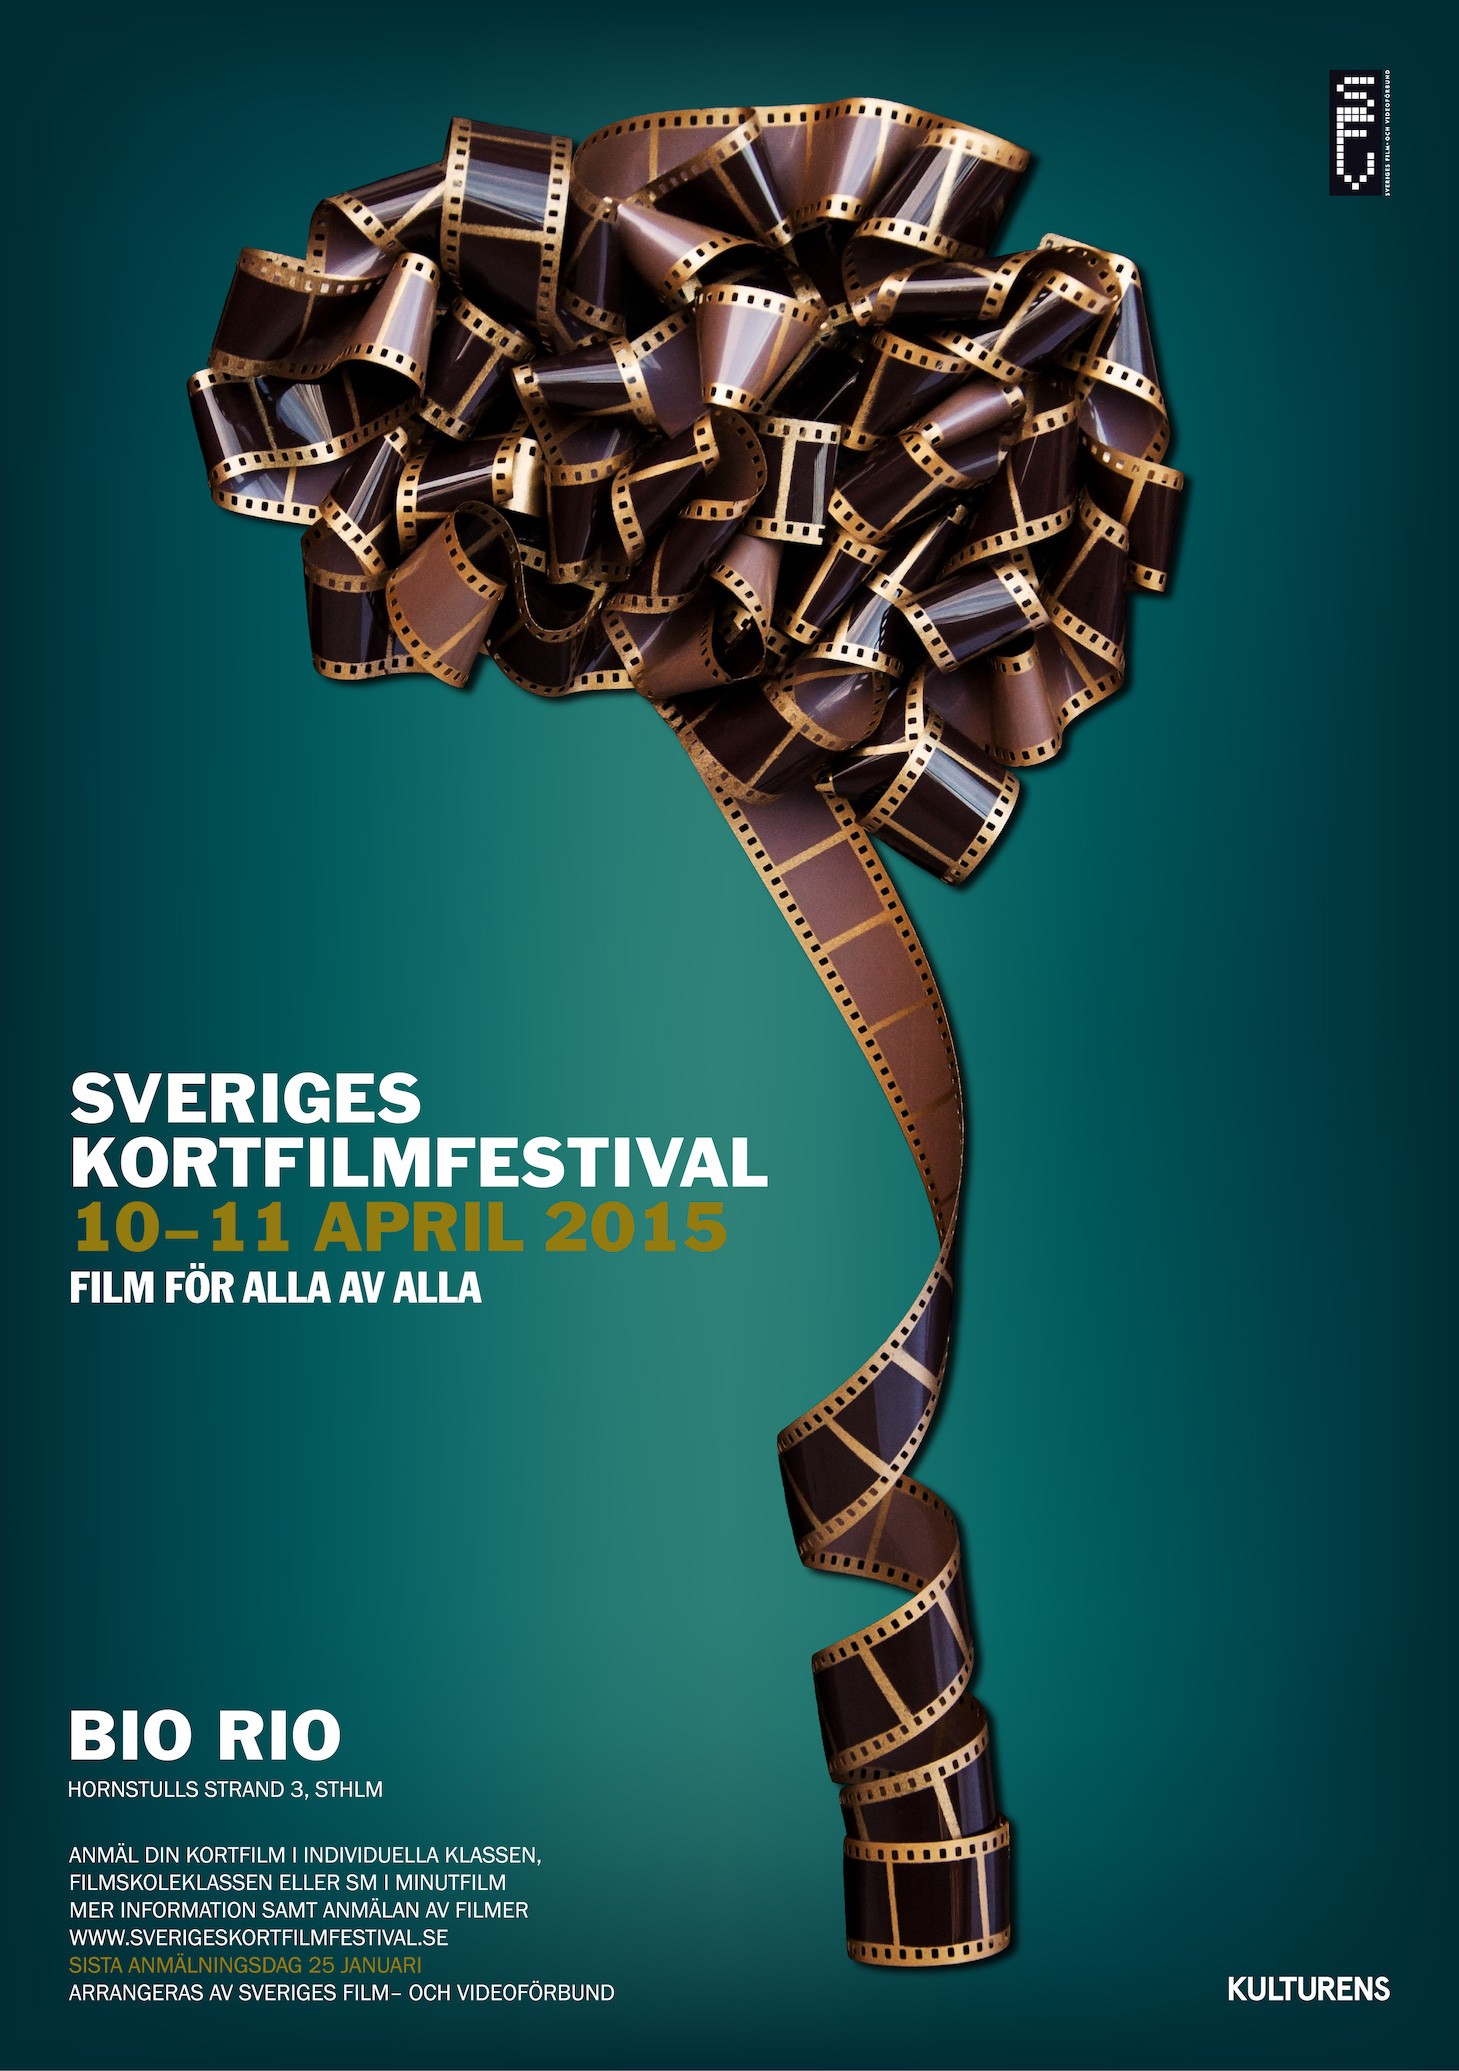 SFV
SVERIGES FILM- OCH VIDEOFÖRBUND
SVERIGES
KORTFILMFESTIVAL
10–11 APRIL 2015
FILM FÖR ALLA AV ALLA
BIO RIO
HORNSTULLS STRAND 3, STHLM
ANMÄL DIN KORTFILM I INDIVIDUELLA KLASSEN,
FILMSKOLEKLASSEN ELLER SM I MINUTFILM
MER INFORMATION SAMT ANMÄLAN AV FILMER
WWW.SVERIGESKORTFILMFESTIVAL.SE
SISTA ANMÄLNINGSDAG 25 JANUARI
ARRANGERAS AV SVERIGES FILM– OCH VIDEOFÖRBUND
KULTURENS